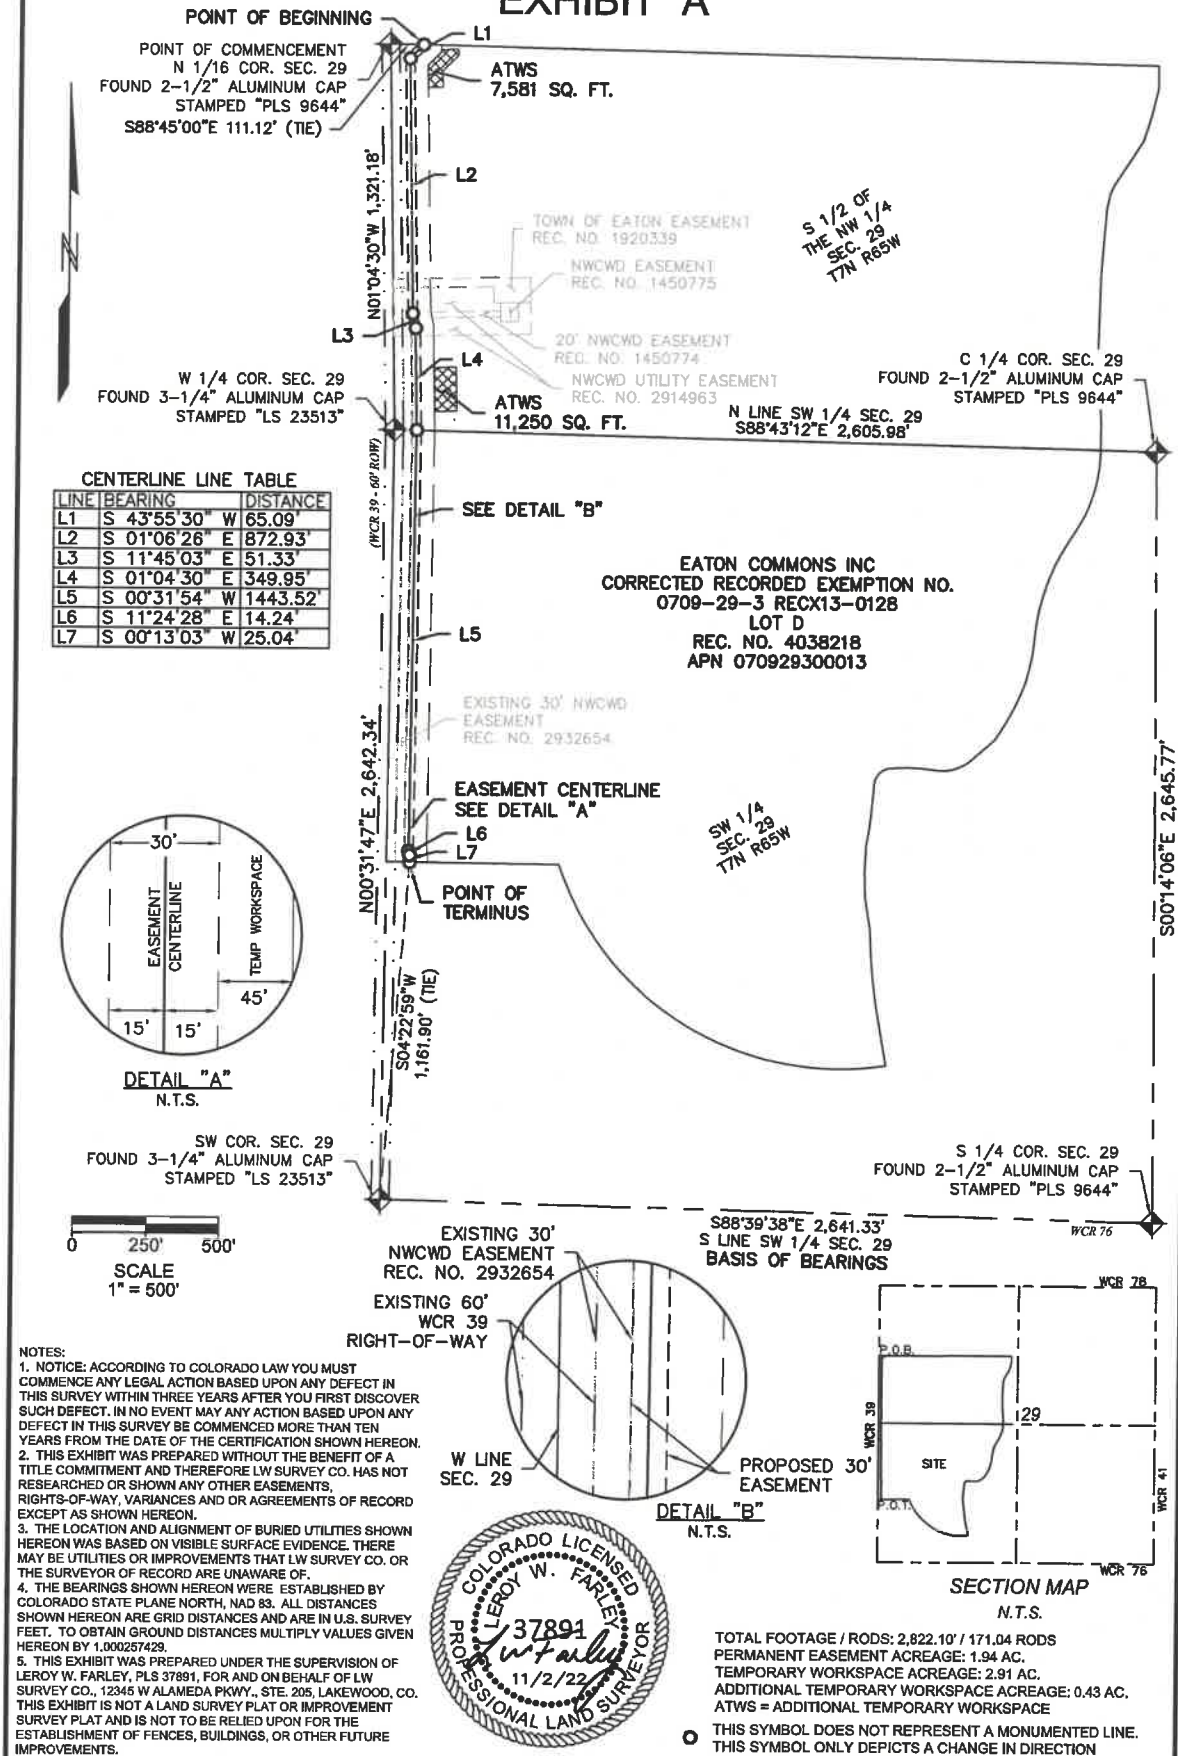 EXHIBIT "A"
POINT OF BEGINNING
L1
POINT OF COMMENCEMENT
N 1/16 COR. SEC. 29
FOUND 2-1/2" ALUMINUM CAP
STAMPED "PLS 9644"
S88°45'00"E 111.12' (TIE)
ATWS
7,581 SQ. FT.
L2
N01°04'30"W 1,321.18'
N
TOWN OF EATON EASEMENT
REC. NO. 1920339
NWCWD EASEMENT
REC. NO. 1450775
S 1/2 OF
THE NW 1/4
SEC. 29
T7N R65W
L3
20' NWCWD EASEMENT
REC. NO. 1450774
L4
NWCWD UTILITY EASEMENT
REC. NO. 2914963
W 1/4 COR. SEC. 29
FOUND 3-1/4" ALUMINUM CAP
STAMPED "LS 23513"
ATWS
11,250 SQ. FT.
C 1/4 COR. SEC. 29
FOUND 2-1/2" ALUMINUM CAP
STAMPED "PLS 9644"
N LINE SW 1/4 SEC. 29
S88°43'12"E 2,605.98'
(WCR 39 - 60' ROW)
CENTERLINE LINE TABLE
LINE BEARING DISTANCE
L1 S 43°55'30" W 65.09'
L2 S 01°06'26" E 872.93'
L3 S 11°45'03" E 51.33'
L4 S 01°04'30" E 349.95'
L5 S 00°31'54" W 1443.52'
L6 S 11°24'28" E 14.24'
L7 S 00°13'03" W 25.04'
SEE DETAIL "B"
EATON COMMONS INC
CORRECTED RECORDED EXEMPTION NO.
0709-29-3 RECX13-0128
LOT D
REC. NO. 4038218
APN 070929300013
L5
EXISTING 30' NWCWD
EASEMENT
REC. NO. 2932654
N00°31'47"E 2,642.34'
EASEMENT CENTERLINE
SEE DETAIL "A"
L6
L7
POINT OF
TERMINUS
SW 1/4
SEC. 29
T7N R65W
S00°14'06"E 2,645.77'
30'
EASEMENT
CENTERLINE
TEMP WORKSPACE
45'
15' 15'
DETAIL "A"
N.T.S.
S04°22'59"W
1,161.90' (TIE)
SW COR. SEC. 29
FOUND 3-1/4" ALUMINUM CAP
STAMPED "LS 23513"
S 1/4 COR. SEC. 29
FOUND 2-1/2" ALUMINUM CAP
STAMPED "PLS 9644"
S88°39'38"E 2,641.33'
S LINE SW 1/4 SEC. 29
BASIS OF BEARINGS
WCR 76
0 250' 500'
SCALE
1" = 500'
EXISTING 30'
NWCWD EASEMENT
REC. NO. 2932654
EXISTING 60'
WCR 39
RIGHT-OF-WAY
W LINE
SEC. 29
PROPOSED 30'
EASEMENT
DETAIL "B"
N.T.S.
WCR 78
P.O.B.
WCR 39
29
SITE
WCR 41
P.O.T.
WCR 76
SECTION MAP
N.T.S.
NOTES:
1. NOTICE: ACCORDING TO COLORADO LAW YOU MUST
COMMENCE ANY LEGAL ACTION BASED UPON ANY DEFECT IN
THIS SURVEY WITHIN THREE YEARS AFTER YOU FIRST DISCOVER
SUCH DEFECT. IN NO EVENT MAY ANY ACTION BASED UPON ANY
DEFECT IN THIS SURVEY BE COMMENCED MORE THAN TEN
YEARS FROM THE DATE OF THE CERTIFICATION SHOWN HEREON.
2. THIS EXHIBIT WAS PREPARED WITHOUT THE BENEFIT OF A
TITLE COMMITMENT AND THEREFORE LW SURVEY CO. HAS NOT
RESEARCHED OR SHOWN ANY OTHER EASEMENTS,
RIGHTS-OF-WAY, VARIANCES AND OR AGREEMENTS OF RECORD
EXCEPT AS SHOWN HEREON.
3. THE LOCATION AND ALIGNMENT OF BURIED UTILITIES SHOWN
HEREON WAS BASED ON VISIBLE SURFACE EVIDENCE. THERE
MAY BE UTILITIES OR IMPROVEMENTS THAT LW SURVEY CO. OR
THE SURVEYOR OF RECORD ARE UNAWARE OF.
4. THE BEARINGS SHOWN HEREON WERE ESTABLISHED BY
COLORADO STATE PLANE NORTH, NAD 83. ALL DISTANCES
SHOWN HEREON ARE GRID DISTANCES AND ARE IN U.S. SURVEY
FEET. TO OBTAIN GROUND DISTANCES MULTIPLY VALUES GIVEN
HEREON BY 1.000257429.
5. THIS EXHIBIT WAS PREPARED UNDER THE SUPERVISION OF
LEROY W. FARLEY, PLS 37891, FOR AND ON BEHALF OF LW
SURVEY CO., 12345 W ALAMEDA PKWY., STE. 205, LAKEWOOD, CO.
THIS EXHIBIT IS NOT A LAND SURVEY PLAT OR IMPROVEMENT
SURVEY PLAT AND IS NOT TO BE RELIED UPON FOR THE
ESTABLISHMENT OF FENCES, BUILDINGS, OR OTHER FUTURE
IMPROVEMENTS.
COLORADO LICENSED
LEROY W. FARLEY
37891
11/2/22
PROFESSIONAL LAND SURVEYOR
TOTAL FOOTAGE / RODS: 2,822.10' / 171.04 RODS
PERMANENT EASEMENT ACREAGE: 1.94 AC.
TEMPORARY WORKSPACE ACREAGE: 2.91 AC.
ADDITIONAL TEMPORARY WORKSPACE ACREAGE: 0.43 AC.
ATWS = ADDITIONAL TEMPORARY WORKSPACE
THIS SYMBOL DOES NOT REPRESENT A MONUMENTED LINE.
THIS SYMBOL ONLY DEPICTS A CHANGE IN DIRECTION